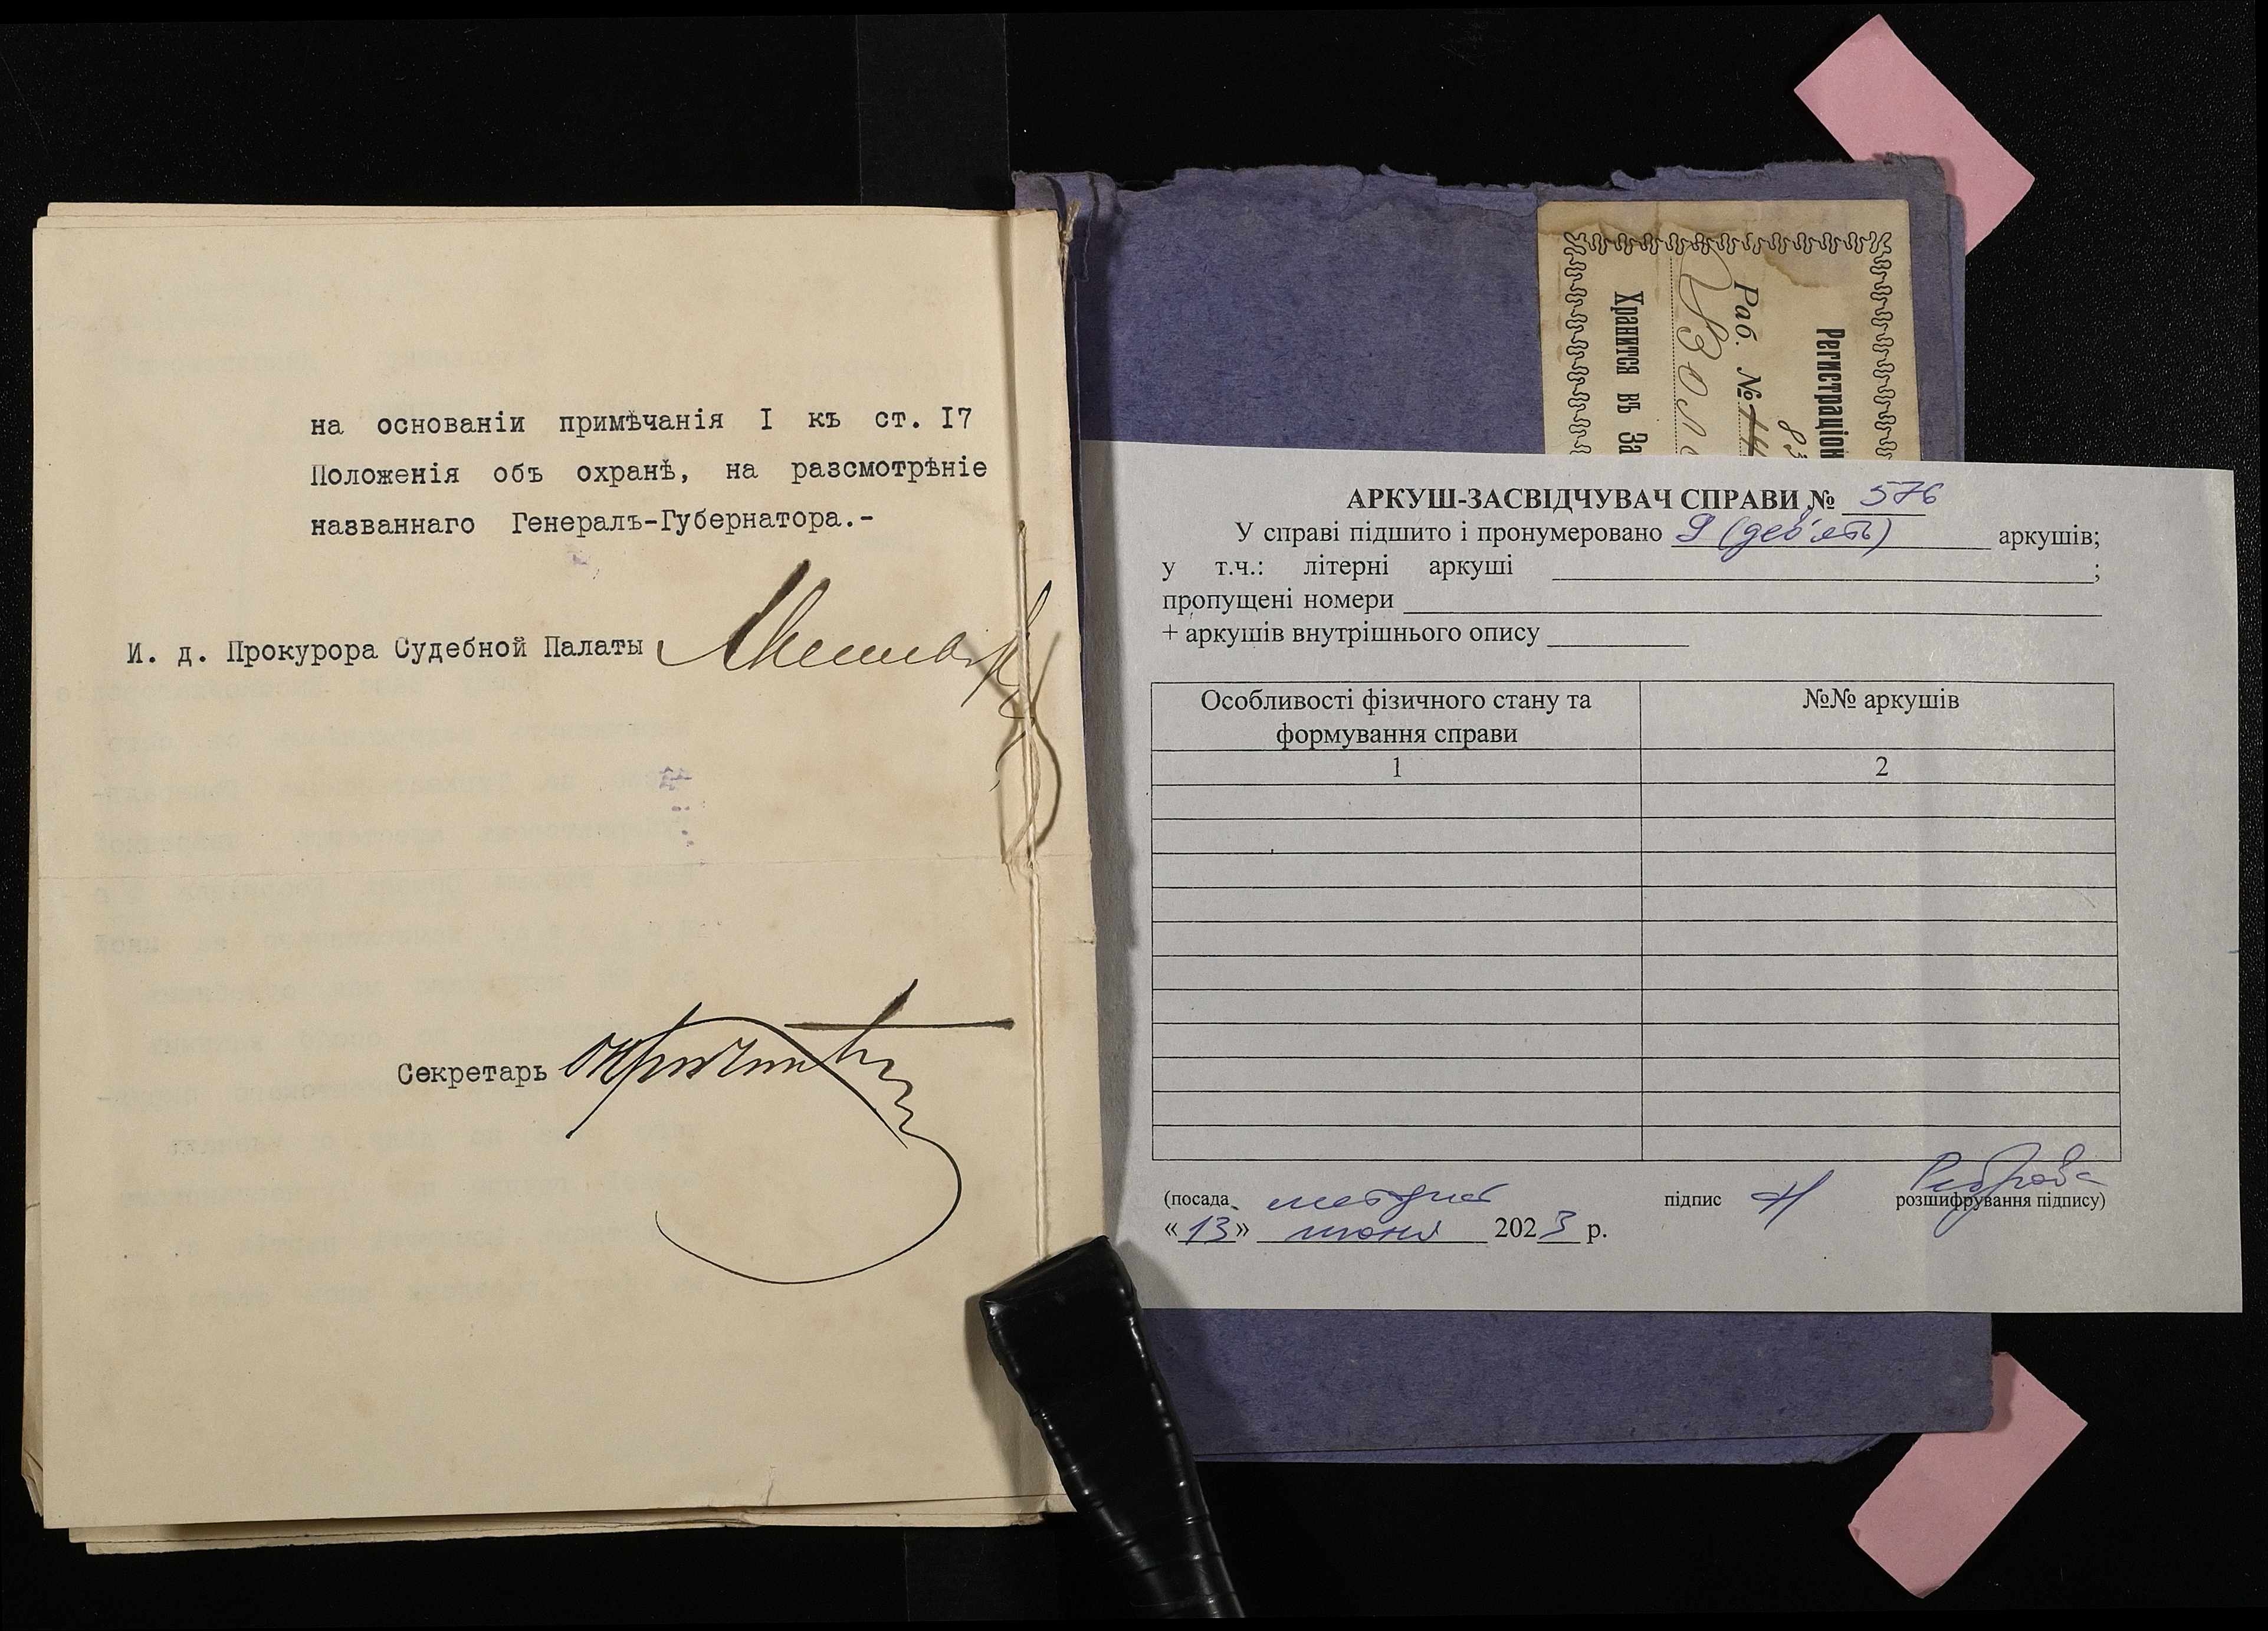 на основаніи примѣчанія I къ ст. I7
Положенія объ охранѣ, на разсмотрѣніе
названнаго Генералъ-Губернатора.-
И. д. Прокурора Судебной Палаты
Секретарь
Регистраціон
Раб. №
Хранится въ За
АРКУШ-ЗАСВІДЧУВАЧ СПРАВИ № 576
У справі підшито і пронумеровано 9 (дев'ять) аркушів;
у т.ч.: літерні аркуші ;
пропущені номери
+ аркушів внутрішнього опису
Особливості фізичного стану та формування справи
№№ аркушів
1
2
(посада підпис розшифрування підпису)
«13» 2023 р.